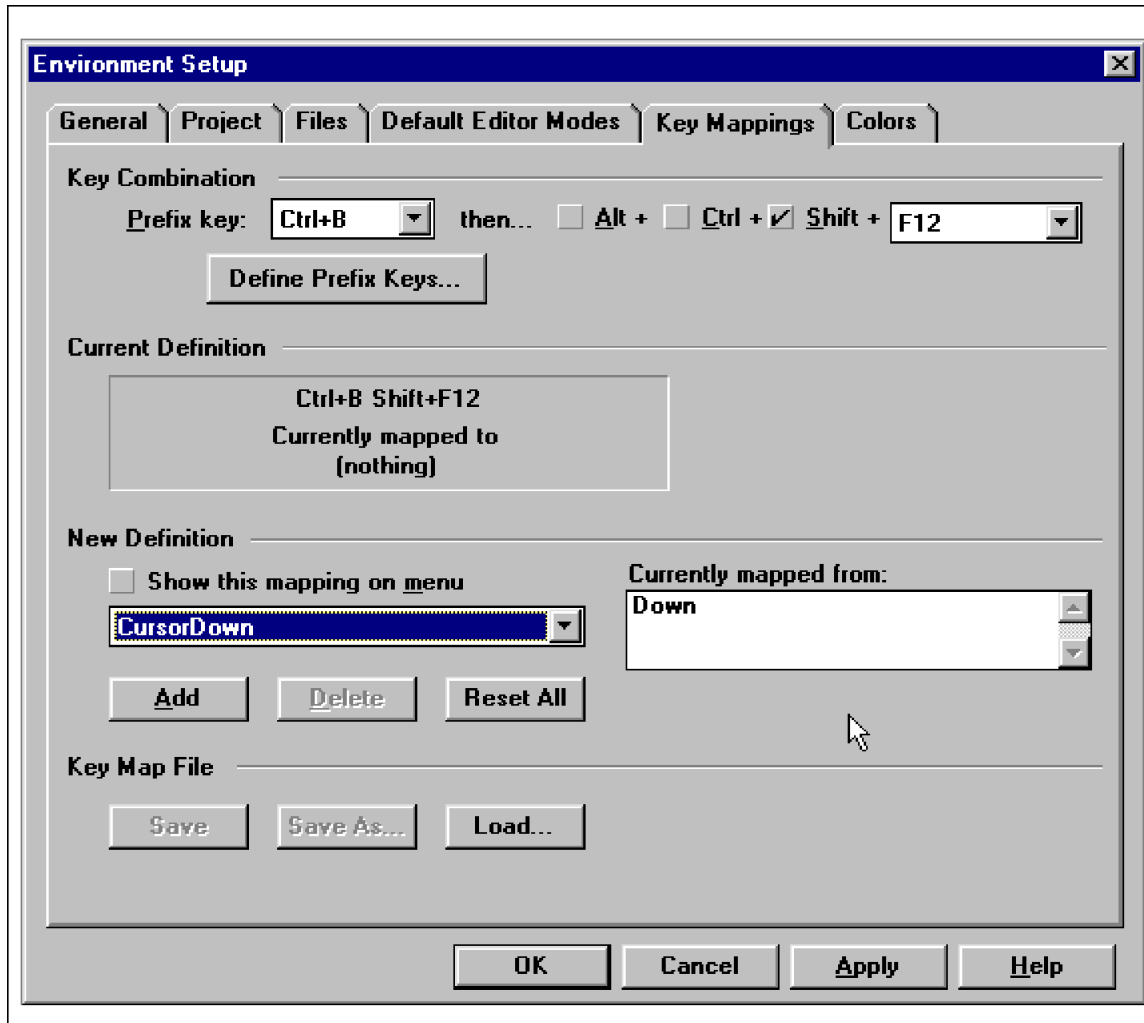 Environment Setup
General Project Files Default Editor Modes Key Mappings Colors
Key Combination
Prefix key: Ctrl+B then... Alt + Ctrl + Shift + F12
Define Prefix Keys...
Current Definition
Ctrl+B Shift+F12
Currently mapped to
(nothing)
New Definition
Show this mapping on menu
Currently mapped from:
CursorDown
Down
Add Delete Reset All
Key Map File
Save Save As... Load...
OK Cancel Apply Help